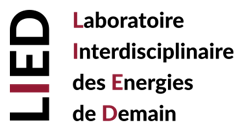 LIED
Laboratoire
Interdisciplinaire
des Energies
de Demain